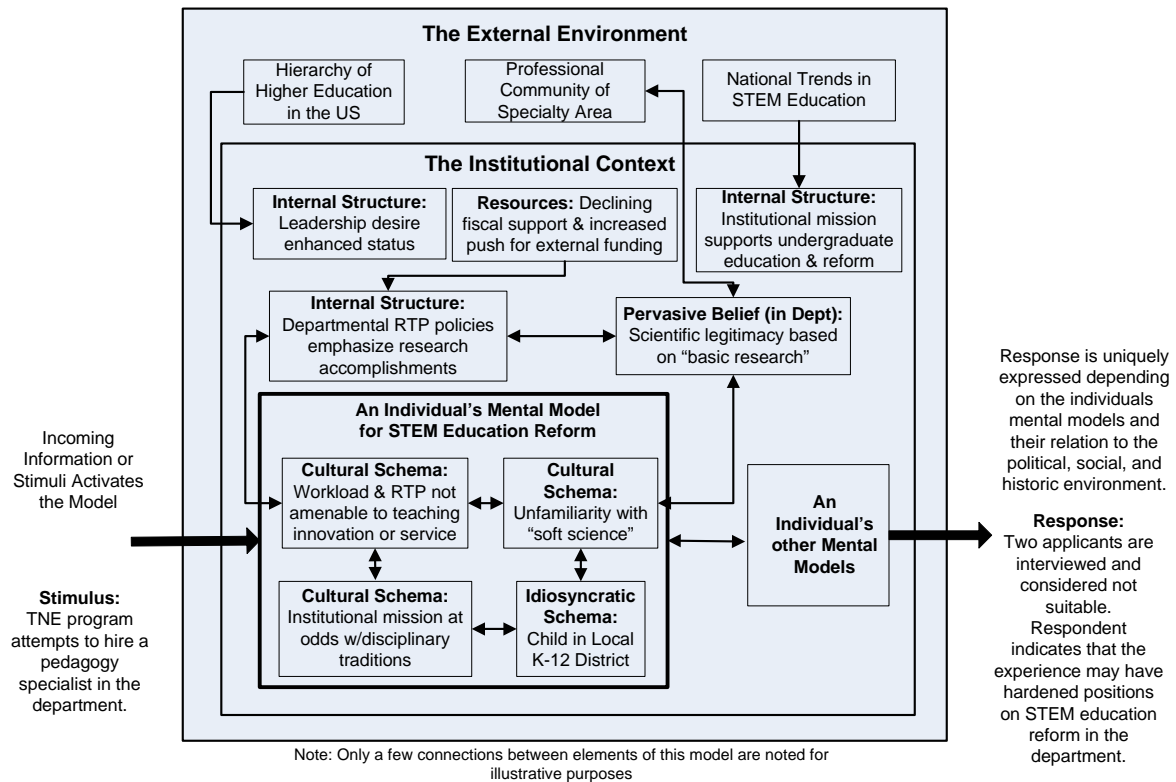 The External Environment
Hierarchy of
Higher Education
in the US
Professional
Community of
Specialty Area
National Trends in
STEM Education
The Institutional Context
Internal Structure:
Leadership desire
enhanced status
Resources: Declining
fiscal support & increased
push for external funding
Internal Structure:
Institutional mission
supports undergraduate
education & reform
Internal Structure:
Departmental RTP policies
emphasize research
accomplishments
Pervasive Belief (in Dept):
Scientific legitimacy based
on “basic research”
An Individual’s Mental Model
for STEM Education Reform
Cultural Schema:
Workload & RTP not
amenable to teaching
innovation or service
Cultural
Schema:
Unfamiliarity with
“soft science”
Cultural Schema:
Institutional mission at
odds w/disciplinary
traditions
Idiosyncratic
Schema:
Child in Local
K-12 District
An
Individual’s
other Mental
Models
Incoming
Information or
Stimuli Activates
the Model
Stimulus:
TNE program
attempts to hire a
pedagogy
specialist in the
department.
Response is uniquely
expressed depending
on the individuals
mental models and
their relation to the
political, social, and
historic environment.
Response:
Two applicants are
interviewed and
considered not
suitable.
Respondent
indicates that the
experience may have
hardened positions
on STEM education
reform in the
department.
Note: Only a few connections between elements of this model are noted for
illustrative purposes